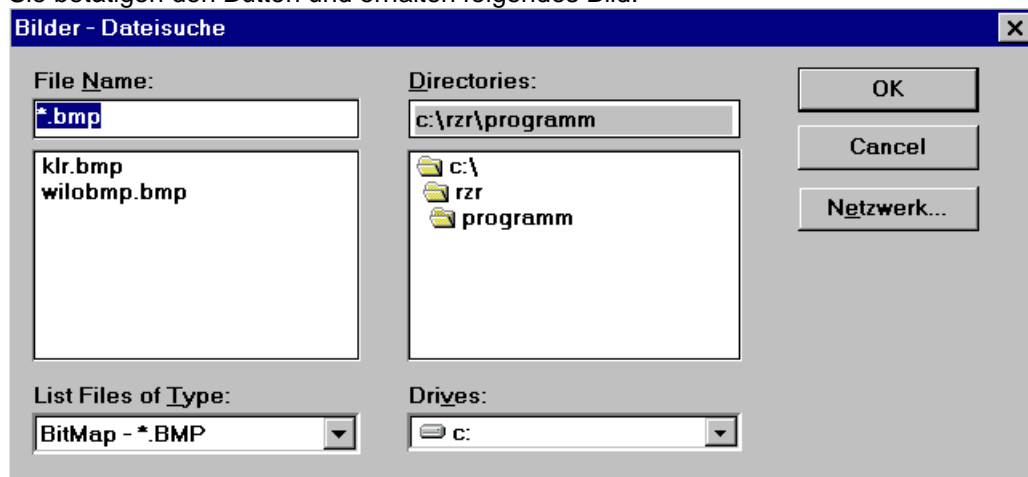 Sie betätigen den Button und erhalten folgendes Bild:
Bilder - Dateisuche
File Name:
*.bmp
klr.bmp
wilobmp.bmp
List Files of Type:
BitMap - *.BMP
Directories:
c:\rzr\programm
c:\
rzr
programm
Drives:
c:
OK
Cancel
Netzwerk...